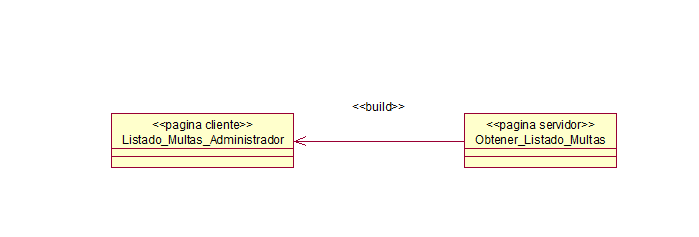 <<build>>
<<pagina cliente>>
Listado_Multas_Administrador
<<pagina servidor>>
Obtener_Listado_Multas